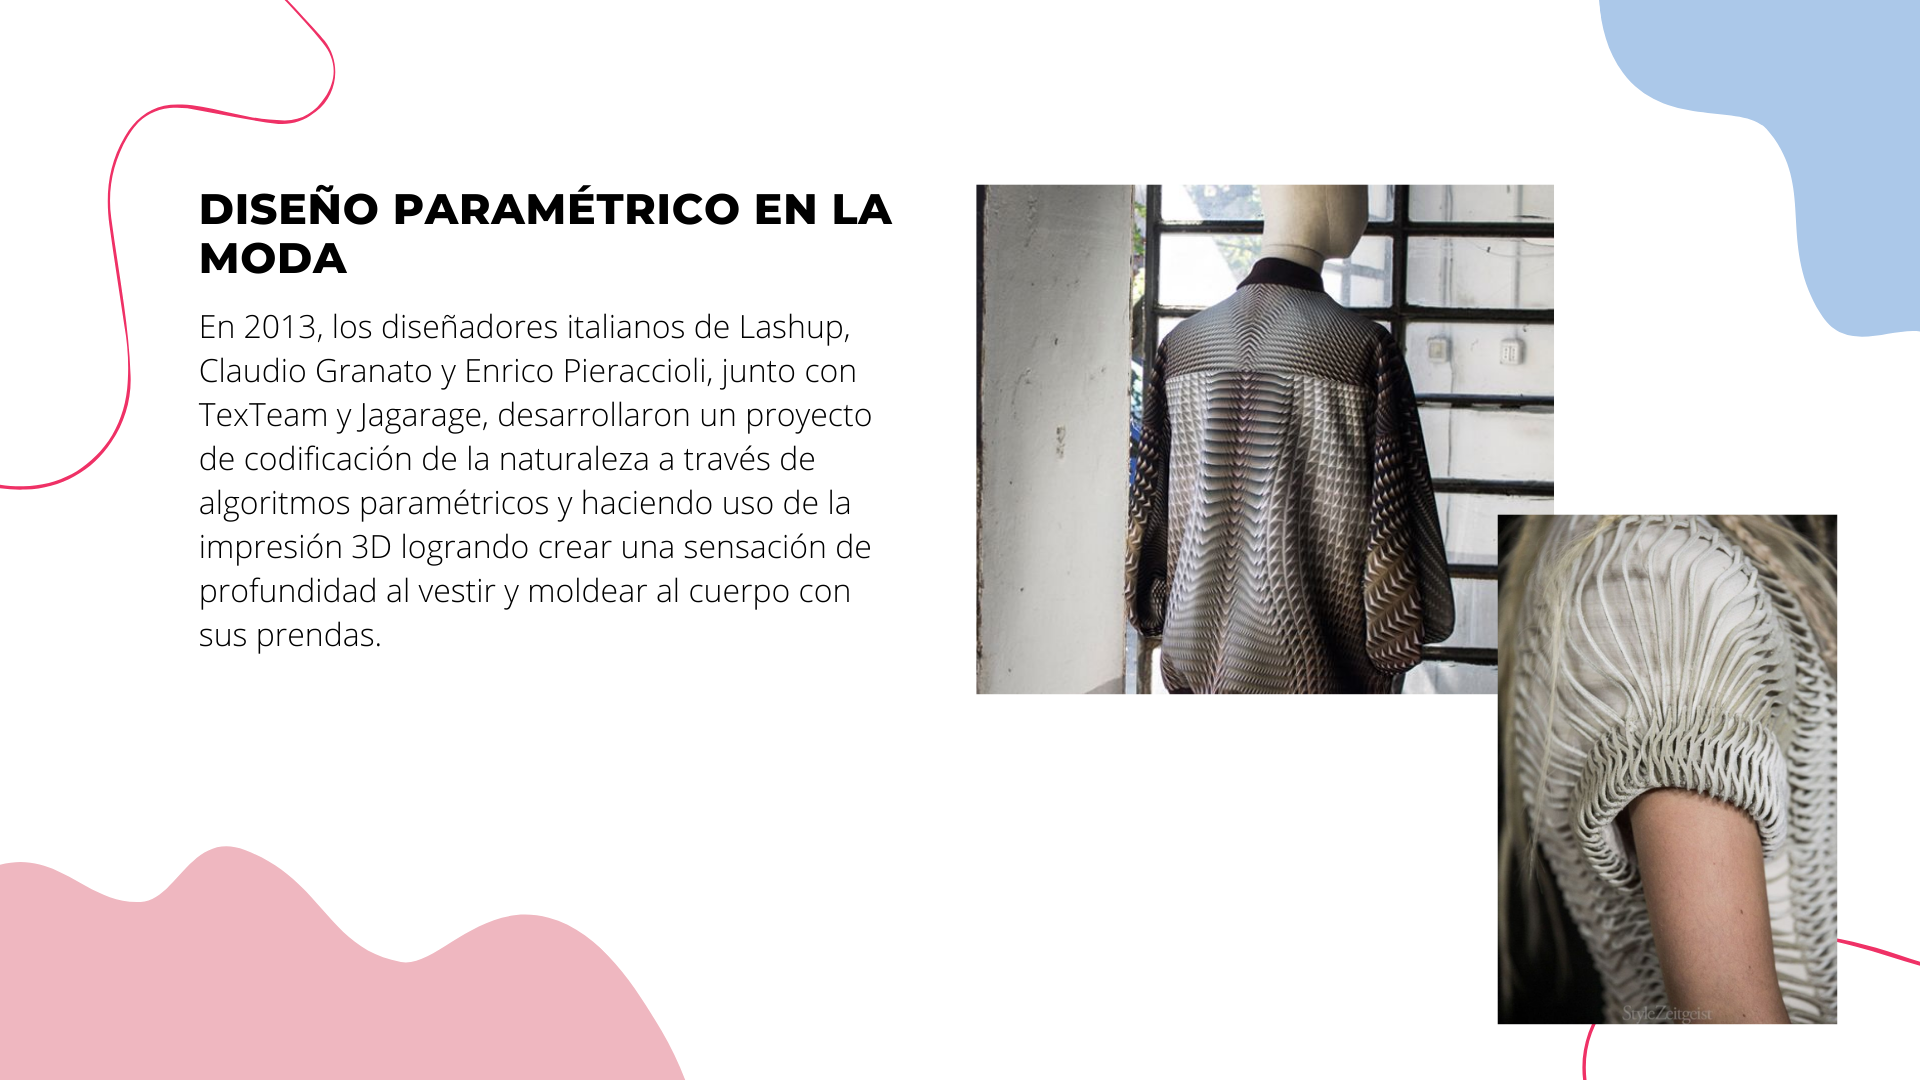 DISEÑO PARAMÉTRICO EN LA
MODA
En 2013, los diseñadores italianos de Lashup,
Claudio Granato y Enrico Pieraccioli, junto con
TexTeam y Jagarage, desarrollaron un proyecto
de codificación de la naturaleza a través de
algoritmos paramétricos y haciendo uso de la
impresión 3D logrando crear una sensación de
profundidad al vestir y moldear al cuerpo con
sus prendas.
StyleZeitgeist